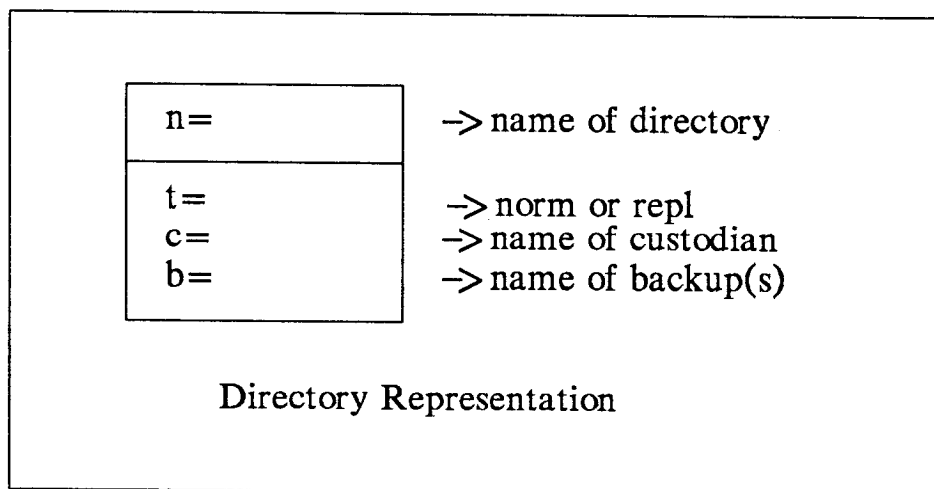 n= -> name of directory
t= -> norm or repl
c= -> name of custodian
b= -> name of backup(s)
Directory Representation